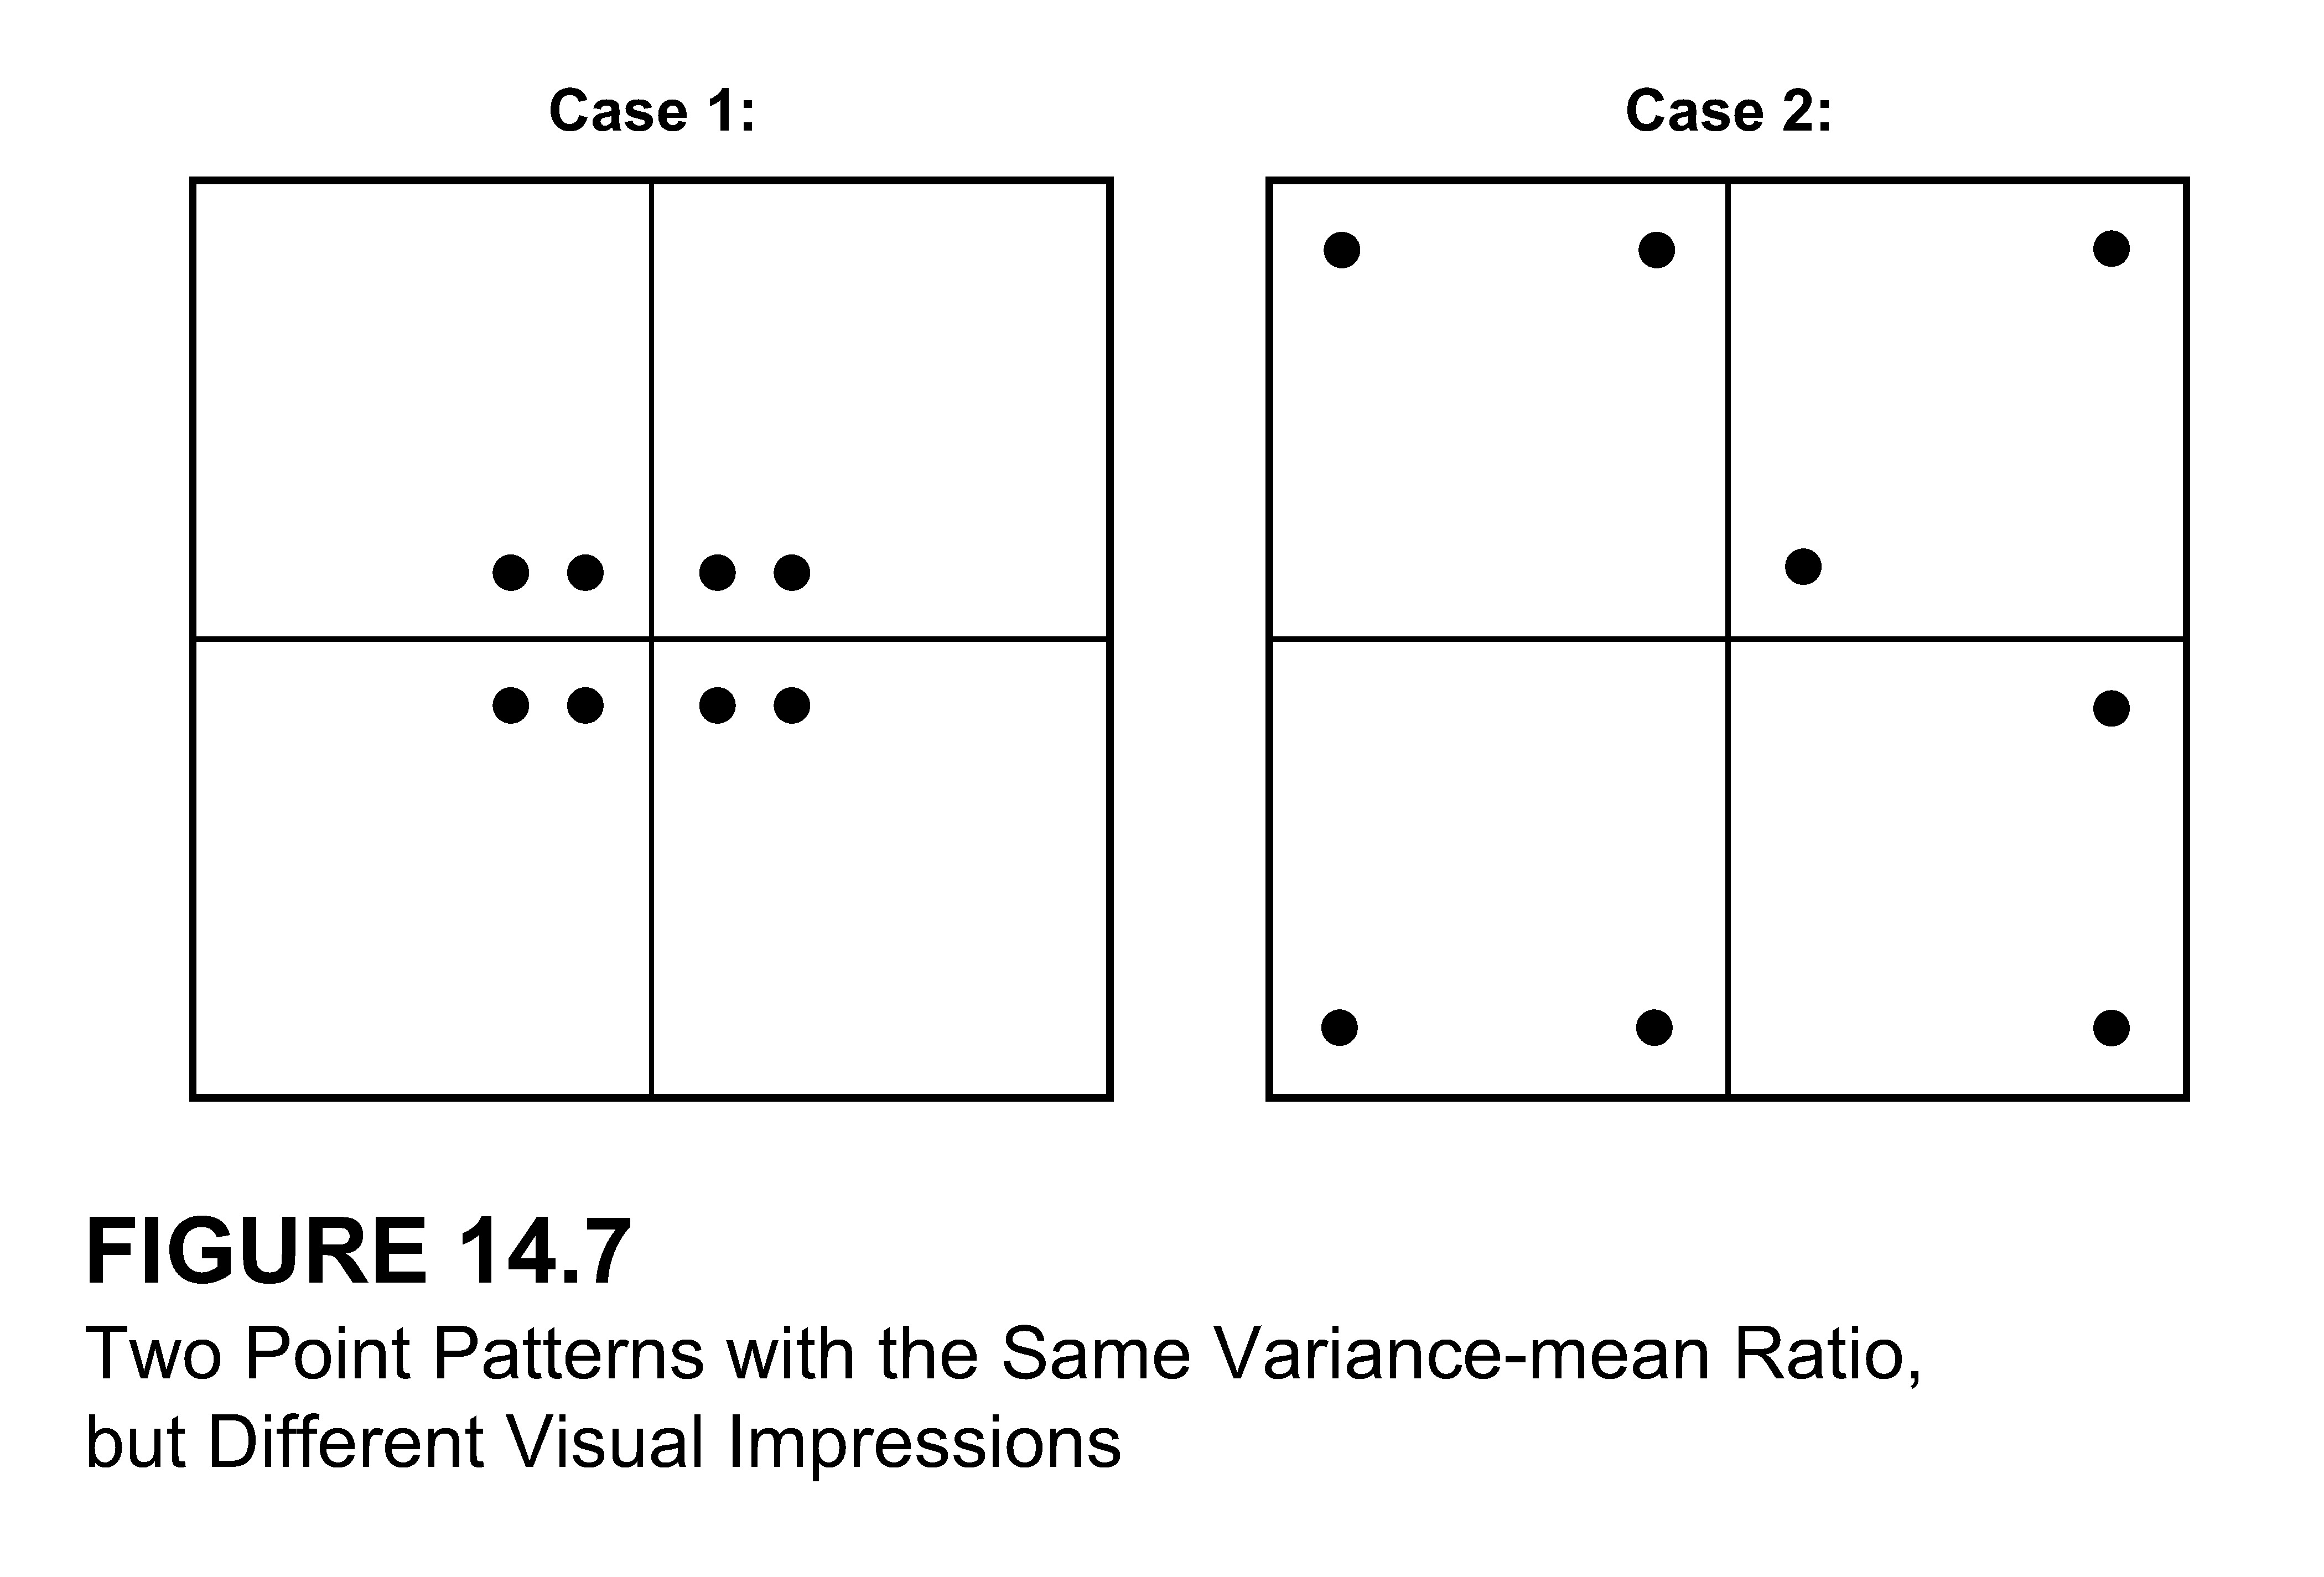 Case 1:
Case 2:
FIGURE 14.7
Two Point Patterns with the Same Variance-mean Ratio,
but Different Visual Impressions